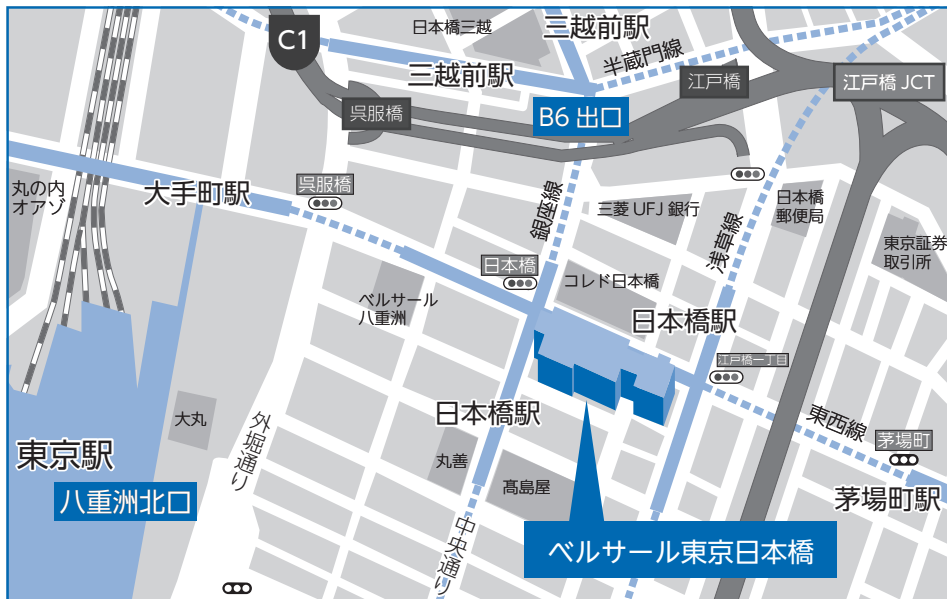 C1
日本橋三越
三越前駅
三越前駅
半蔵門線
江戸橋
江戸橋 JCT
呉服橋
B6 出口
丸の内
オアゾ
大手町駅
呉服橋
銀座線
三菱 UFJ 銀行
浅草線
日本橋
郵便局
東京証券
取引所
日本橋
コレド日本橋
ベルサール
八重洲
日本橋駅
江戸橋一丁目
大丸
外堀通り
日本橋駅
東西線
茅場町
東京駅
丸善
髙島屋
八重洲北口
茅場町駅
中央通り
ベルサール東京日本橋